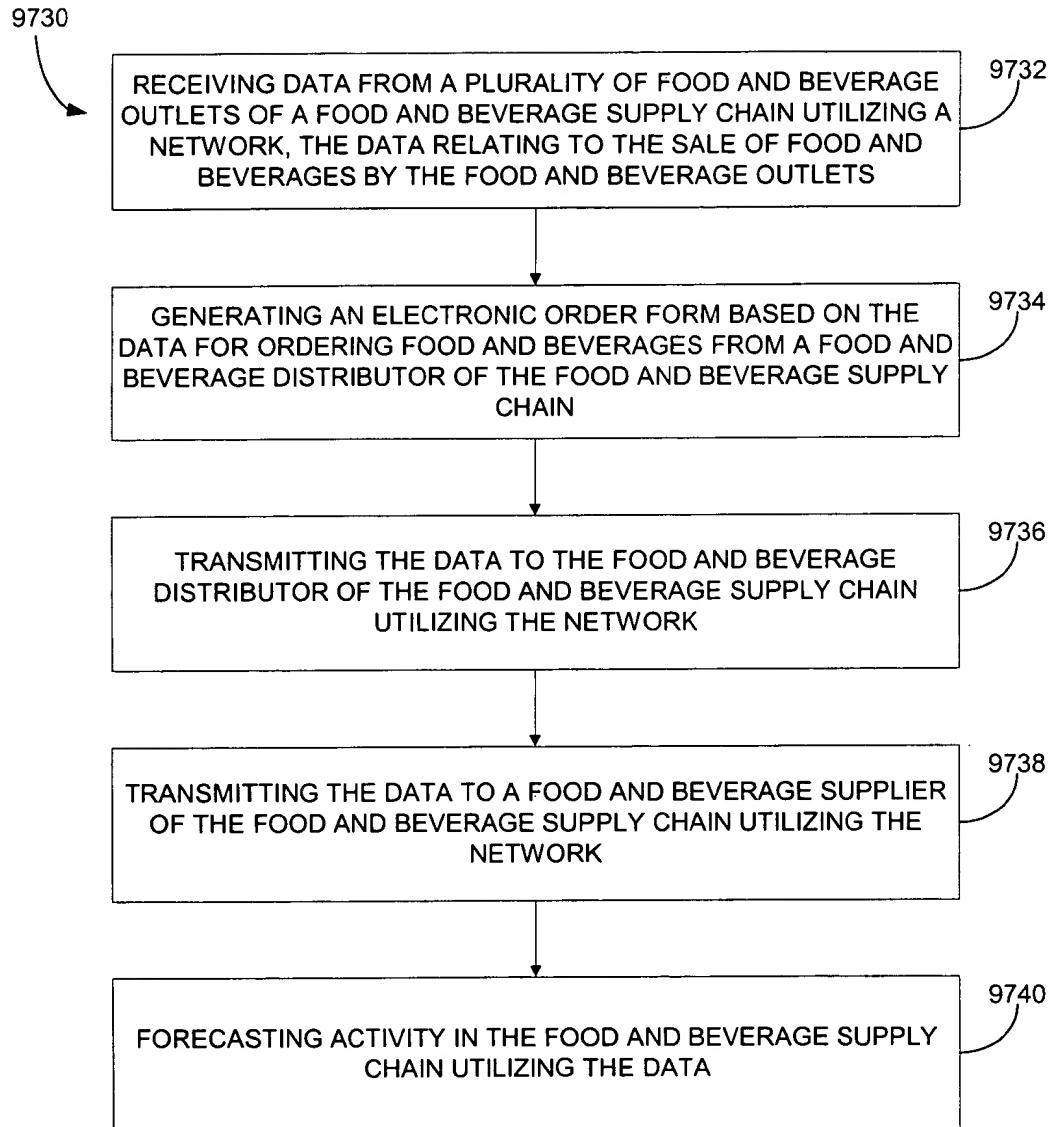 9730
9732
RECEIVING DATA FROM A PLURALITY OF FOOD AND BEVERAGE
OUTLETS OF A FOOD AND BEVERAGE SUPPLY CHAIN UTILIZING A
NETWORK, THE DATA RELATING TO THE SALE OF FOOD AND
BEVERAGES BY THE FOOD AND BEVERAGE OUTLETS
9734
GENERATING AN ELECTRONIC ORDER FORM BASED ON THE
DATA FOR ORDERING FOOD AND BEVERAGES FROM A FOOD AND
BEVERAGE DISTRIBUTOR OF THE FOOD AND BEVERAGE SUPPLY
CHAIN
9736
TRANSMITTING THE DATA TO THE FOOD AND BEVERAGE
DISTRIBUTOR OF THE FOOD AND BEVERAGE SUPPLY CHAIN
UTILIZING THE NETWORK
9738
TRANSMITTING THE DATA TO A FOOD AND BEVERAGE SUPPLIER
OF THE FOOD AND BEVERAGE SUPPLY CHAIN UTILIZING THE
NETWORK
9740
FORECASTING ACTIVITY IN THE FOOD AND BEVERAGE SUPPLY
CHAIN UTILIZING THE DATA